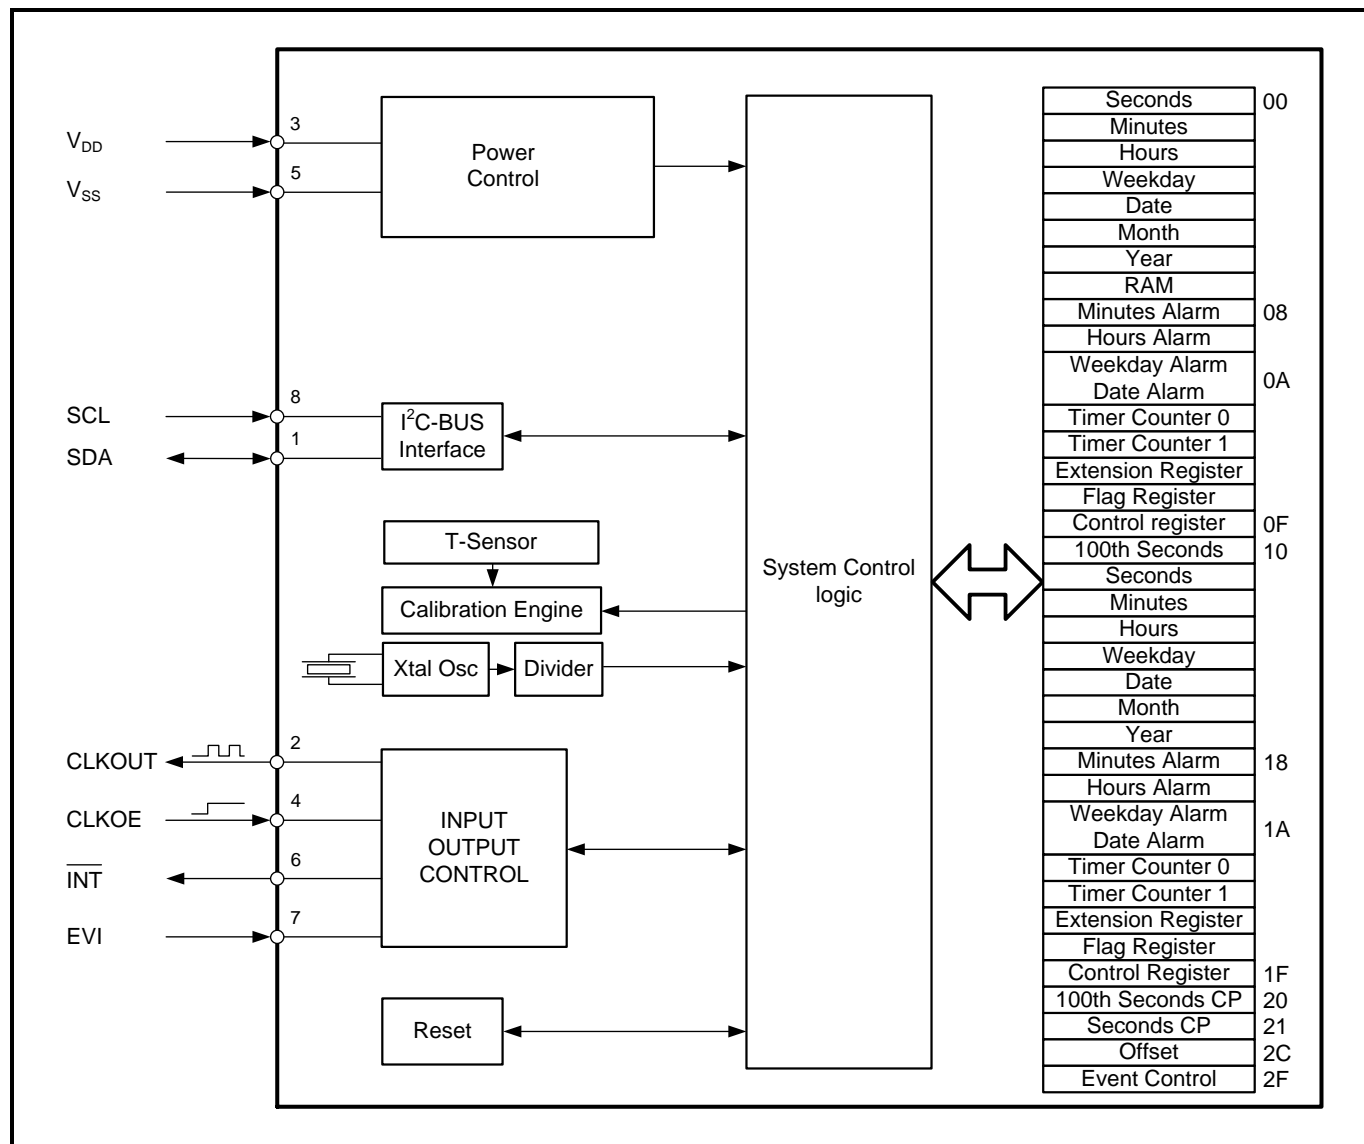 V_DD
3
V_SS
5
Power
Control
SCL
8
SDA
1
I²C-BUS
Interface
T-Sensor
Calibration Engine
Xtal Osc
Divider
CLKOUT
2
CLKOE
4
INT
6
EVI
7
INPUT
OUTPUT
CONTROL
Reset
System Control
logic
Seconds 00
Minutes
Hours
Weekday
Date
Month
Year
RAM
Minutes Alarm 08
Hours Alarm
Weekday Alarm
Date Alarm
0A
Timer Counter 0
Timer Counter 1
Extension Register
Flag Register
Control register 0F
100th Seconds 10
Seconds
Minutes
Hours
Weekday
Date
Month
Year
Minutes Alarm 18
Hours Alarm
Weekday Alarm
Date Alarm
1A
Timer Counter 0
Timer Counter 1
Extension Register
Flag Register
Control Register 1F
100th Seconds CP 20
Seconds CP 21
Offset 2C
Event Control 2F